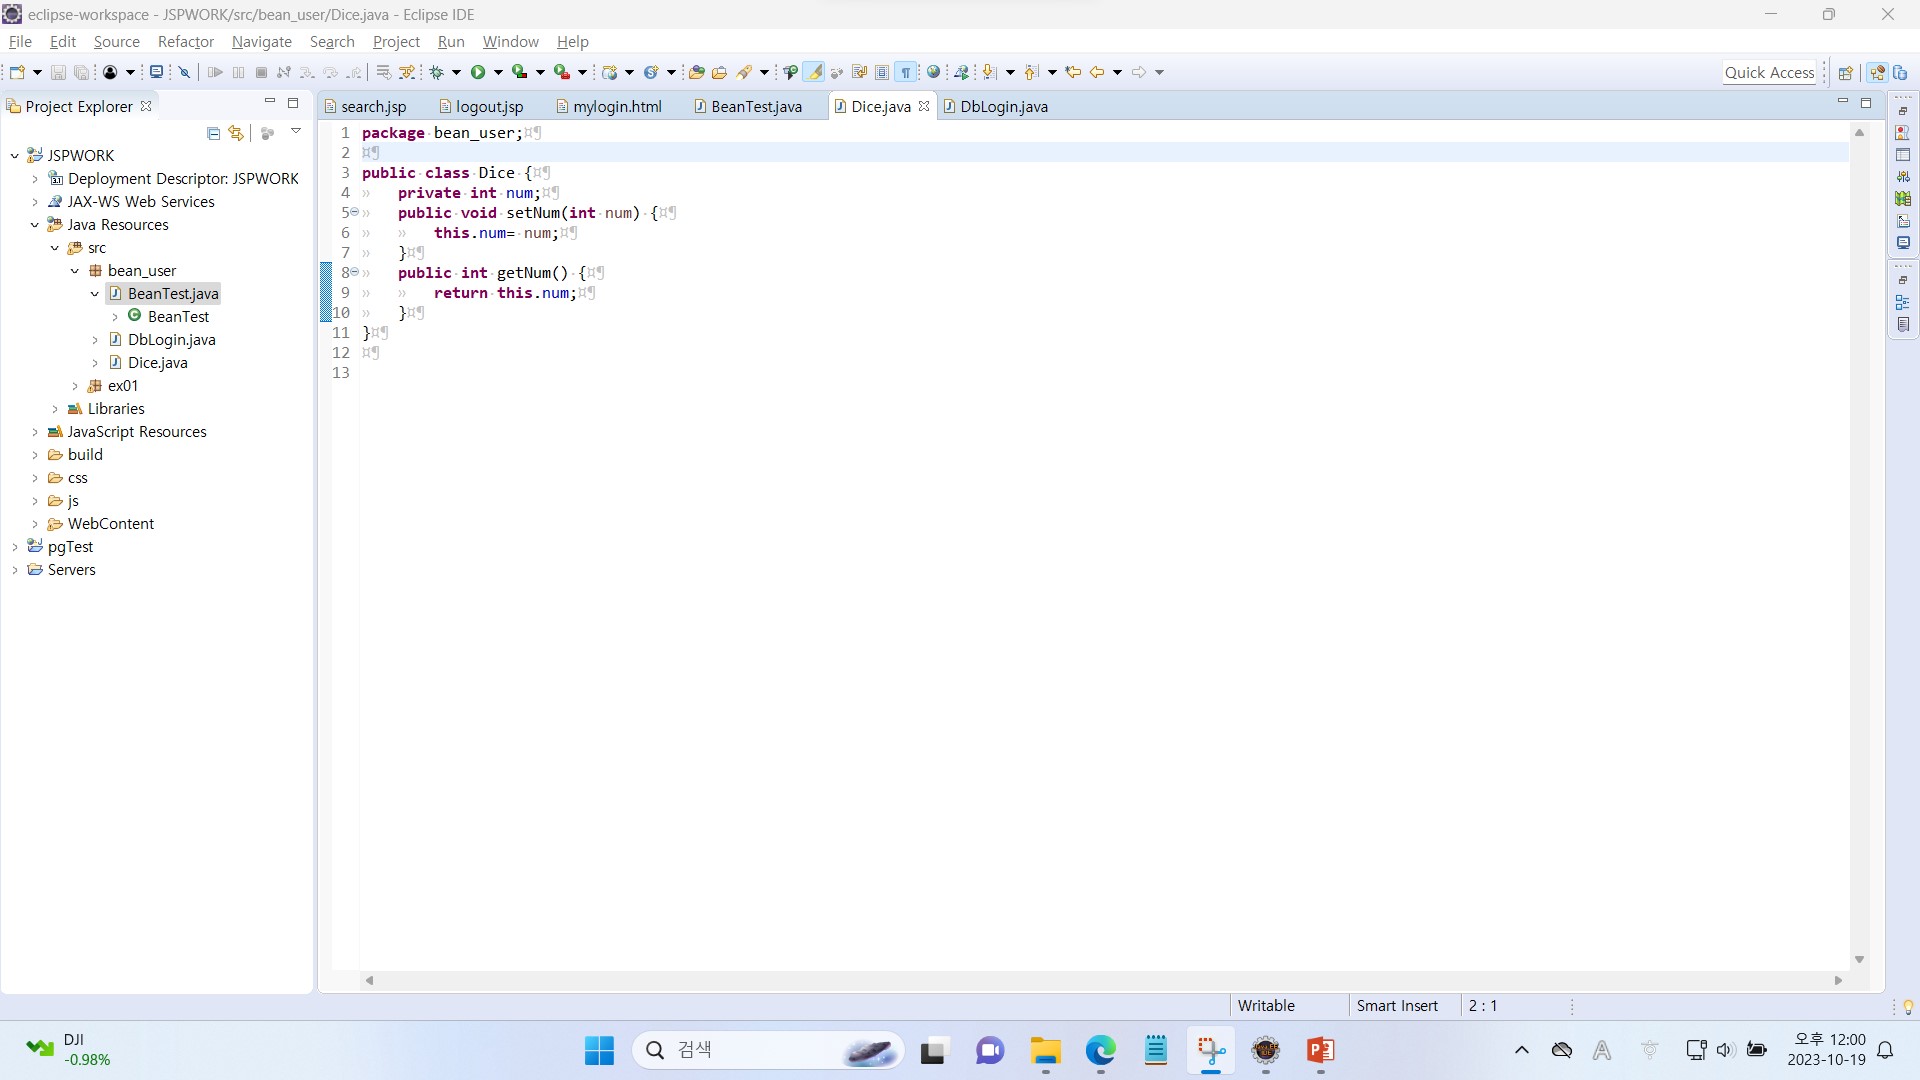 eclipse-workspace - JSPWORK/src/bean_user/Dice.java - Eclipse IDE
File Edit Source Refactor Navigate Search Project Run Window Help
Quick Access
Project Explorer
search.jsp logout.jsp mylogin.html BeanTest.java Dice.java DbLogin.java
JSPWORK
Deployment Descriptor: JSPWORK
JAX-WS Web Services
Java Resources
src
bean_user
BeanTest.java
BeanTest
DbLogin.java
Dice.java
ex01
Libraries
JavaScript Resources
build
css
js
WebContent
pgTest
Servers
1 package·bean_user;¤¶
2 ¤¶
3 public·class·Dice·{¤¶
4 »   private·int·num;¤¶
5 »   public·void·setNum(int·num)·{¤¶
6 »   »   this.num=·num;¤¶
7 »   }¤¶
8 »   public·int·getNum()·{¤¶
9 »   »   return·this.num;¤¶
10 »   }¤¶
11 }¤¶
12 ¤¶
13
Writable Smart Insert 2 : 1
DJI
-0.98%
검색
오후 12:00
2023-10-19